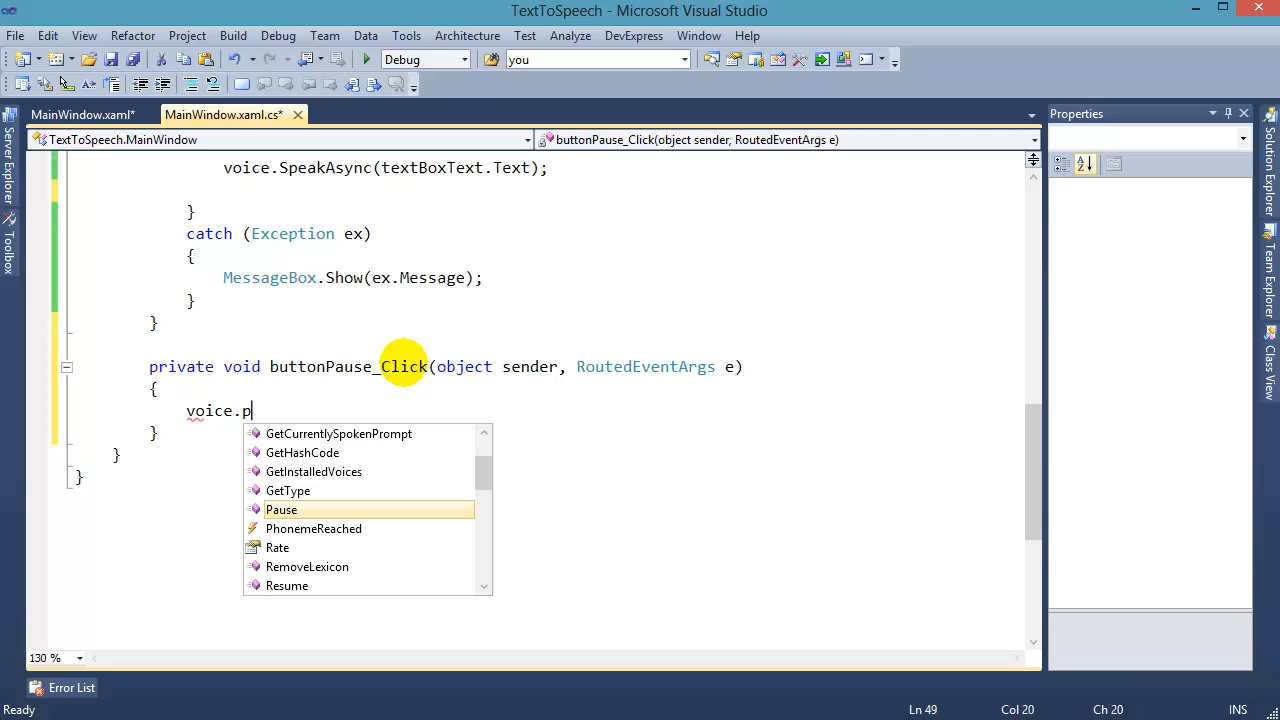 TextToSpeech - Microsoft Visual Studio
File Edit View Refactor Project Build Debug Team Data Tools Architecture Test Analyze DevExpress Window Help
Debug you
MainWindow.xaml* MainWindow.xaml.cs*
TextToSpeech.MainWindow buttonPause_Click(object sender, RoutedEventArgs e)
voice.SpeakAsync(textBoxText.Text);
}
catch (Exception ex)
{
MessageBox.Show(ex.Message);
}
}
private void buttonPause_Click(object sender, RoutedEventArgs e)
{
voice.p
}
}
}
GetCurrentlySpokenPrompt
GetHashCode
GetInstalledVoices
GetType
Pause
PhonemeReached
Rate
RemoveLexicon
Resume
130 %
Properties
Server Explorer
Toolbox
Solution Explorer
Team Explorer
Class View
Error List
Ready Ln 49 Col 20 Ch 20 INS